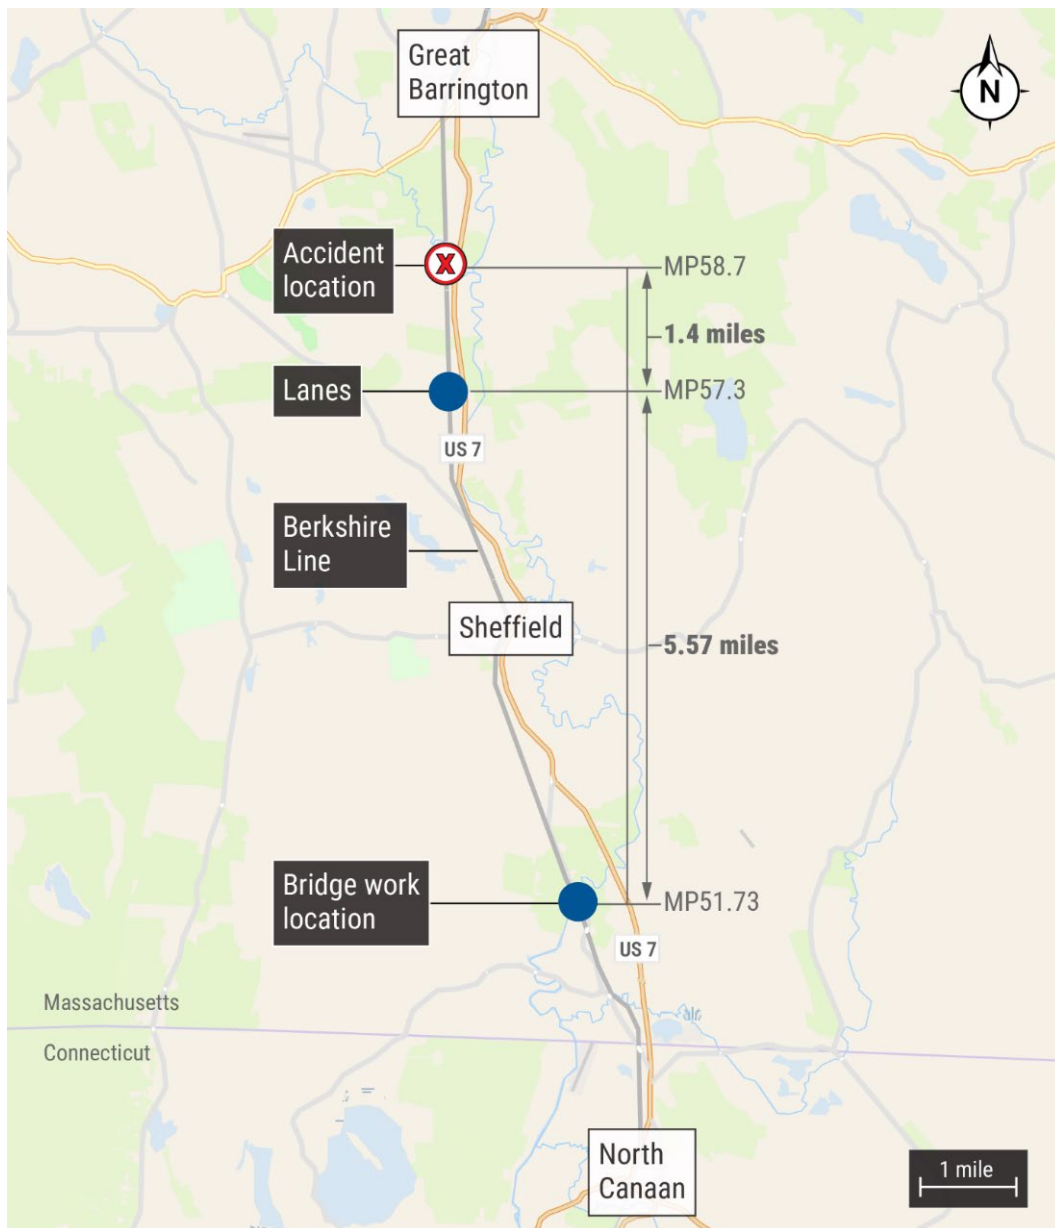 Great
Barrington
N
Accident
location
X
MP58.7
1.4 miles
Lanes
MP57.3
US 7
Berkshire
Line
Sheffield
5.57 miles
Bridge work
location
MP51.73
US 7
Massachusetts
Connecticut
North
Canaan
1 mile